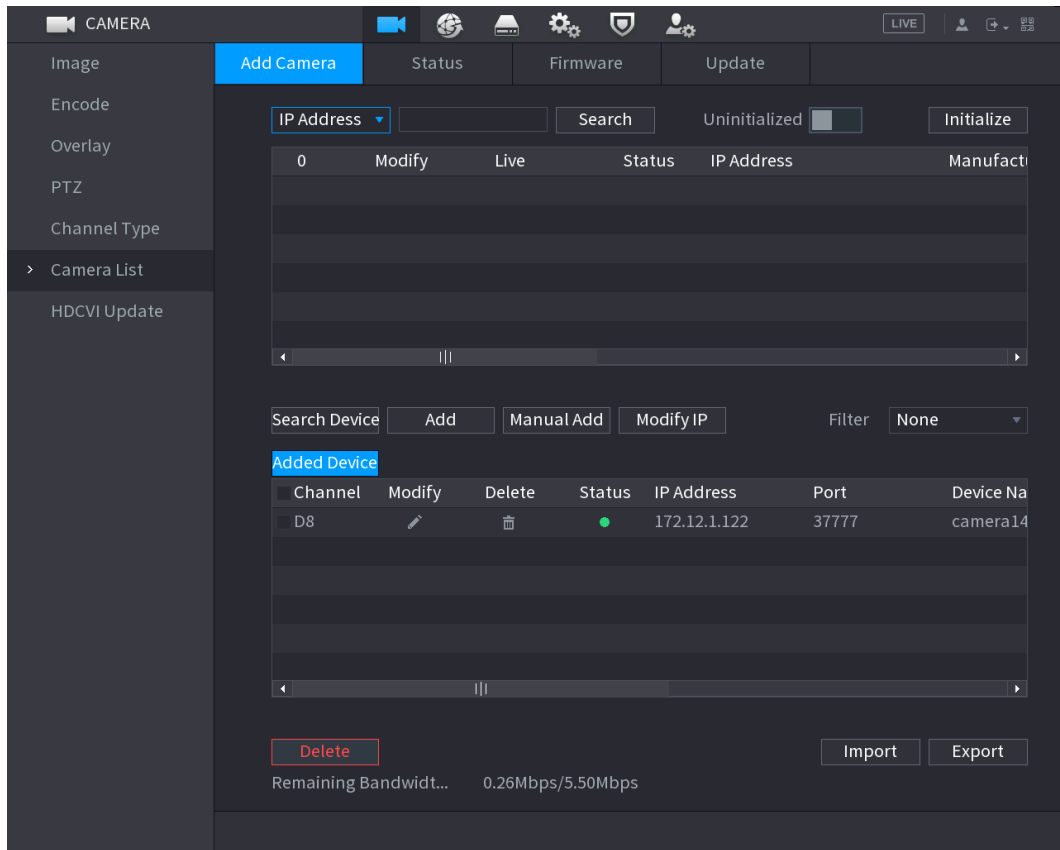 CAMERA LIVE
Image
Encode
Overlay
PTZ
Channel Type
Camera List
HDCVI Update
Add Camera Status Firmware Update
IP Address Search Uninitialized Initialize
0 Modify Live Status IP Address Manufactu
Search Device Add Manual Add Modify IP Filter None
Added Device
Channel Modify Delete Status IP Address Port Device Na
D8 172.12.1.122 37777 camera14
Delete Import Export
Remaining Bandwidt... 0.26Mbps/5.50Mbps